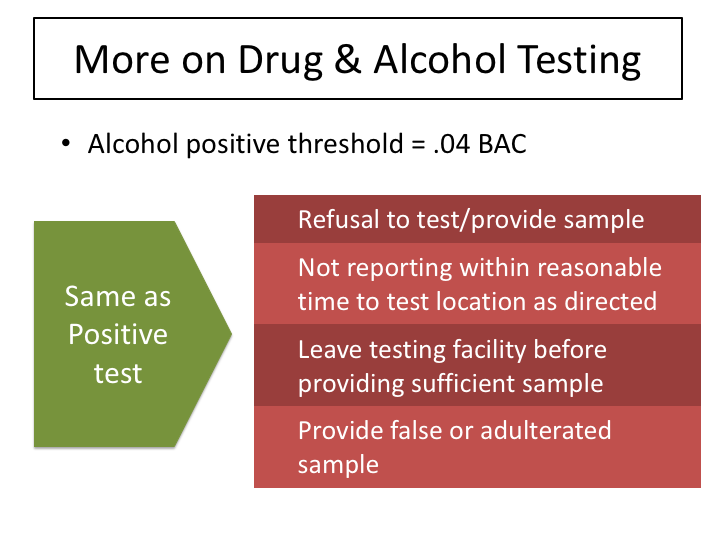 More on Drug & Alcohol Testing
• Alcohol positive threshold = .04 BAC
Same as
Positive
test
Refusal to test/provide sample
Not reporting within reasonable
time to test location as directed
Leave testing facility before
providing sufficient sample
Provide false or adulterated
sample